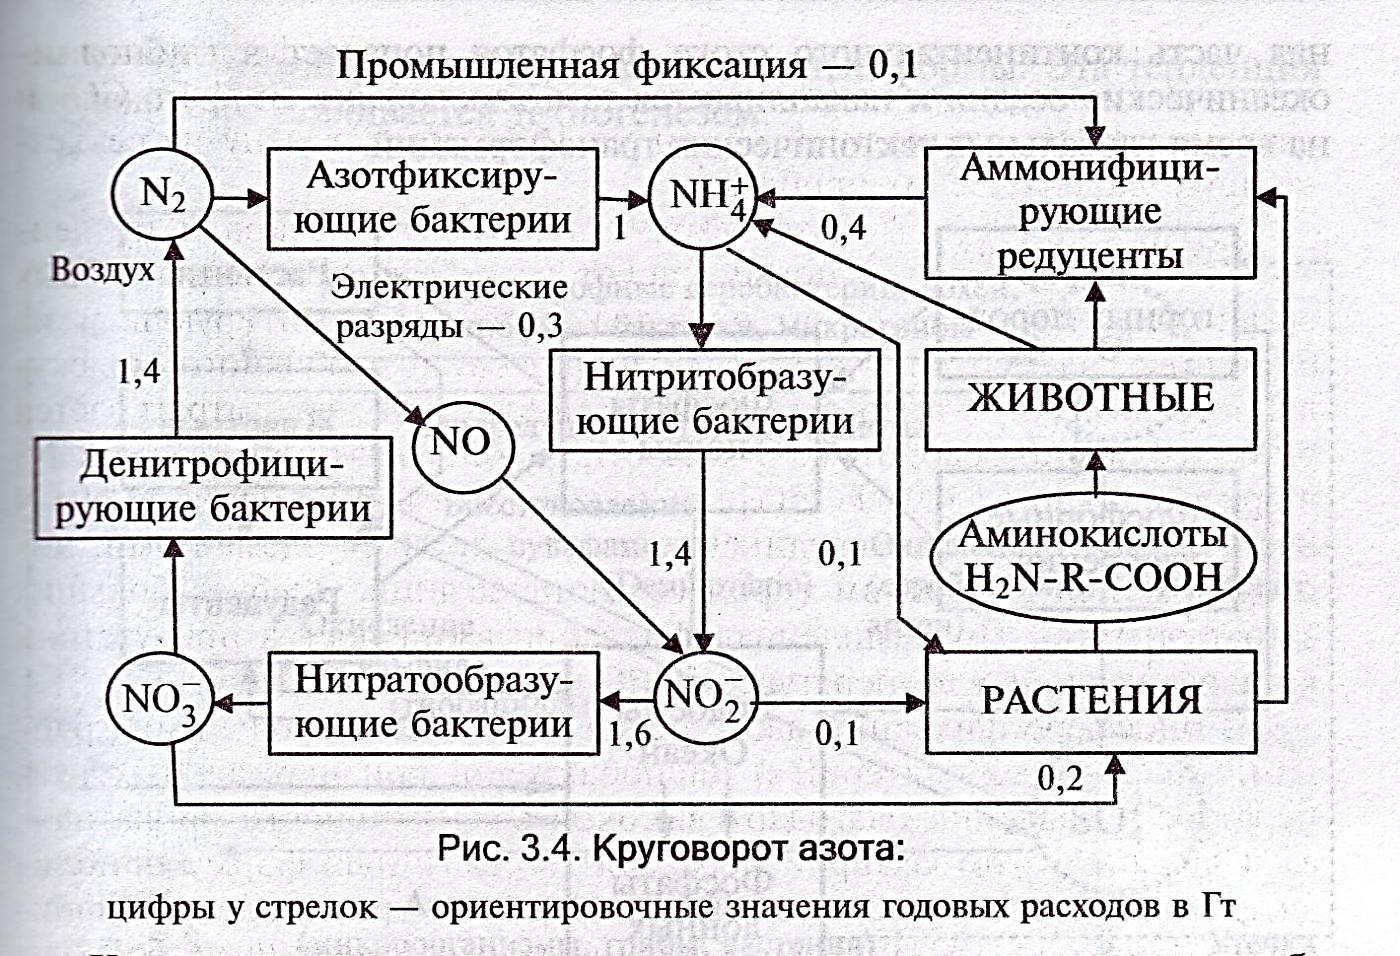 Промышленная фиксация — 0,1
N2
Азотфиксиру-
ющие бактерии
1
NH4+
0,4
Аммонифици-
рующие
редуценты
Воздух
Электрические
разряды — 0,3
1,4
Нитритобразу-
ющие бактерии
ЖИВОТНЫЕ
NO
Денитрофици-
рующие бактерии
1,4
0,1
Аминокислоты
H2N-R-COOH
NO3−
Нитратообразу-
ющие бактерии
1,6
NO2−
0,1
РАСТЕНИЯ
0,2
Рис. 3.4. Круговорот азота:
цифры у стрелок — ориентировочные значения годовых расходов в Гт